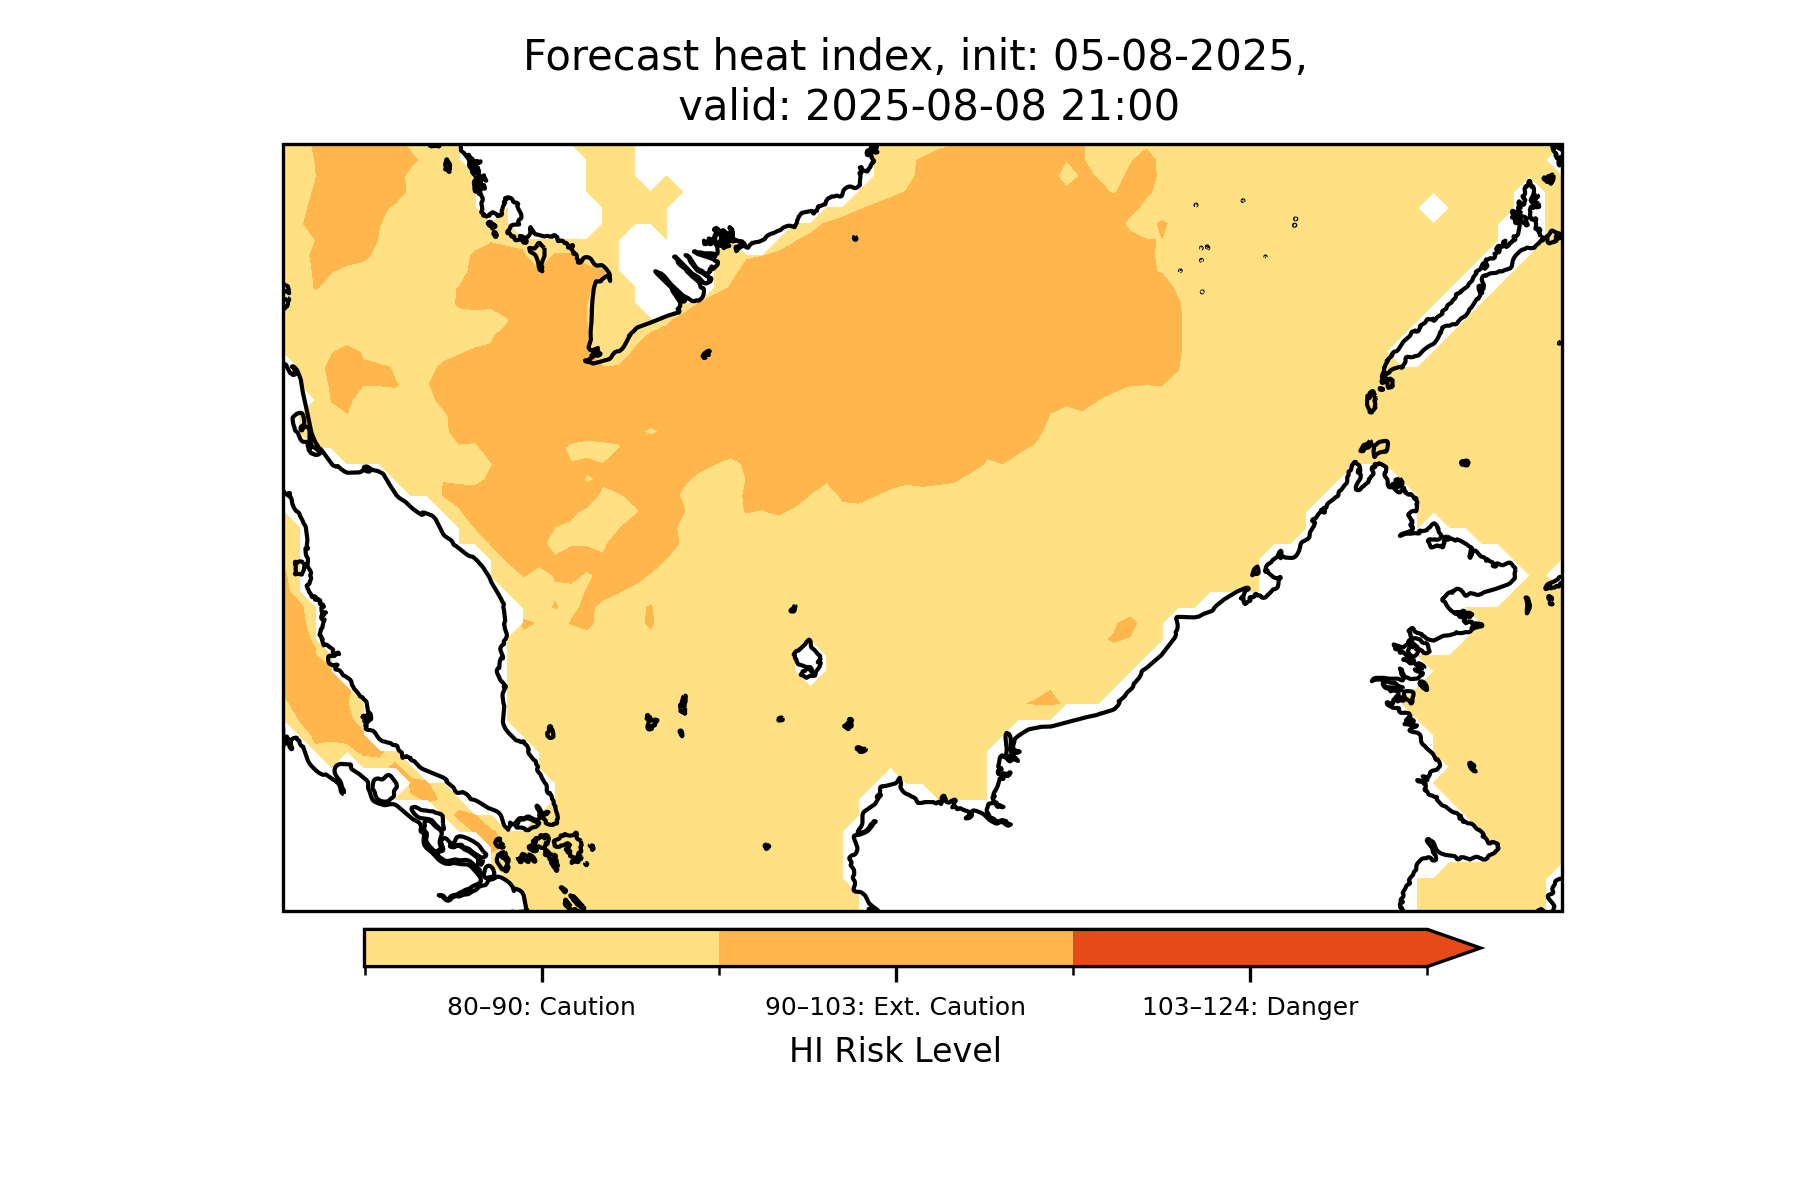 Forecast heat index, init: 05-08-2025,
valid: 2025-08-08 21:00
80–90: Caution
90–103: Ext. Caution
103–124: Danger
HI Risk Level